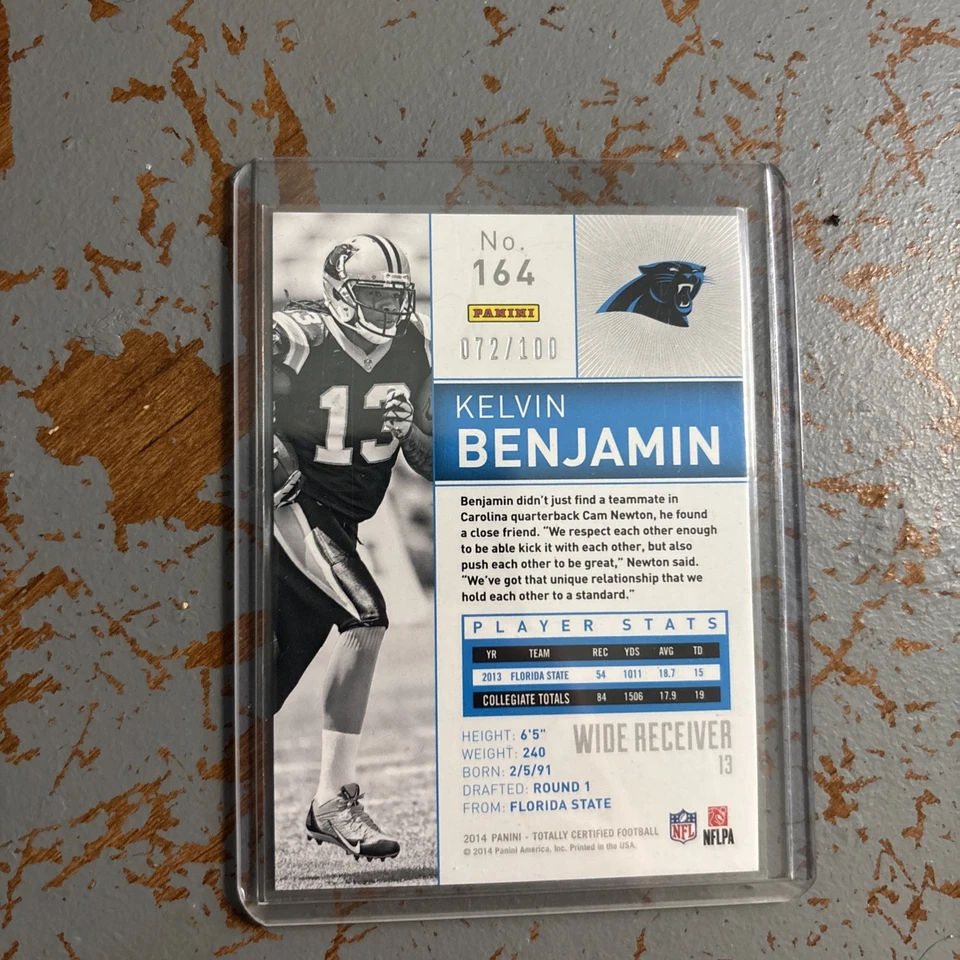 No.
164
PANINI
072/100
13
KELVIN
BENJAMIN
Benjamin didn't just find a teammate in
Carolina quarterback Cam Newton, he found
a close friend. "We respect each other enough
to be able kick it with each other, but also
push each other to be great," Newton said.
"We've got that unique relationship that we
hold each other to a standard."
PLAYER STATS
YR TEAM REC YDS AVG TD
2013 FLORIDA STATE 54 1011 18.7 15
COLLEGIATE TOTALS 84 1506 17.9 19
HEIGHT: 6'5"
WEIGHT: 240
BORN: 2/5/91
DRAFTED: ROUND 1
FROM: FLORIDA STATE
WIDE RECEIVER
13
2014 PANINI - TOTALLY CERTIFIED FOOTBALL
© 2014 Panini America, Inc. Printed in the USA.
NFL
NFLPA